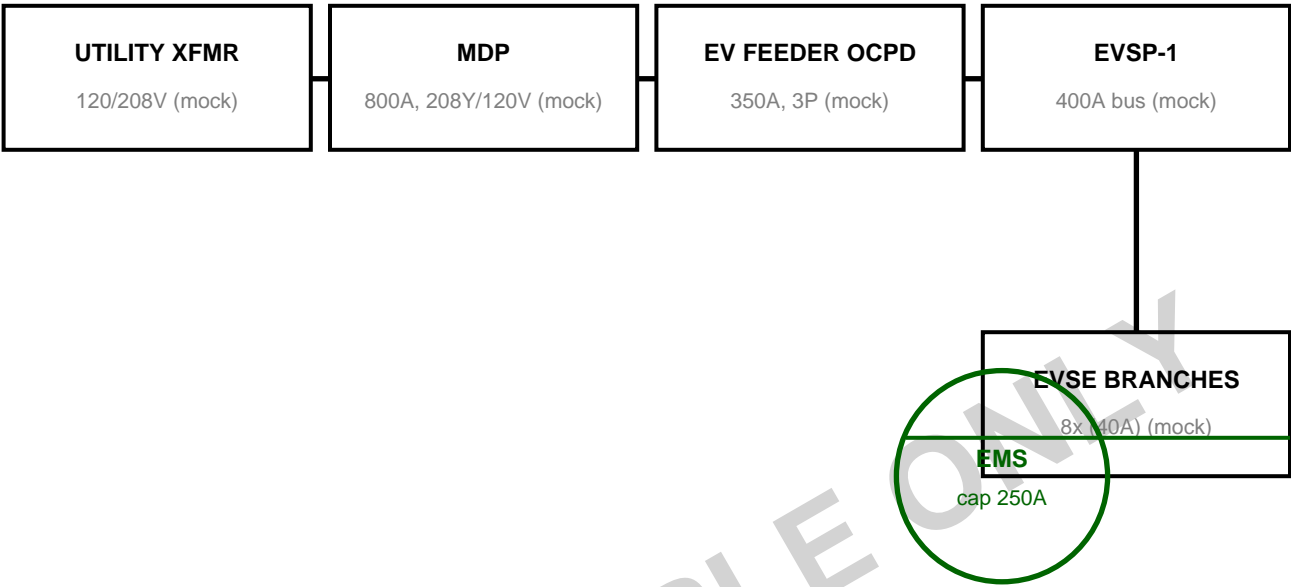 UTILITY XFMR
120/208V (mock)
MDP
800A, 208Y/120V (mock)
EV FEEDER OCPD
350A, 3P (mock)
EVSP-1
400A bus (mock)
EVSE BRANCHES
8x (40A) (mock)
EMS
cap 250A
PLE ONLY